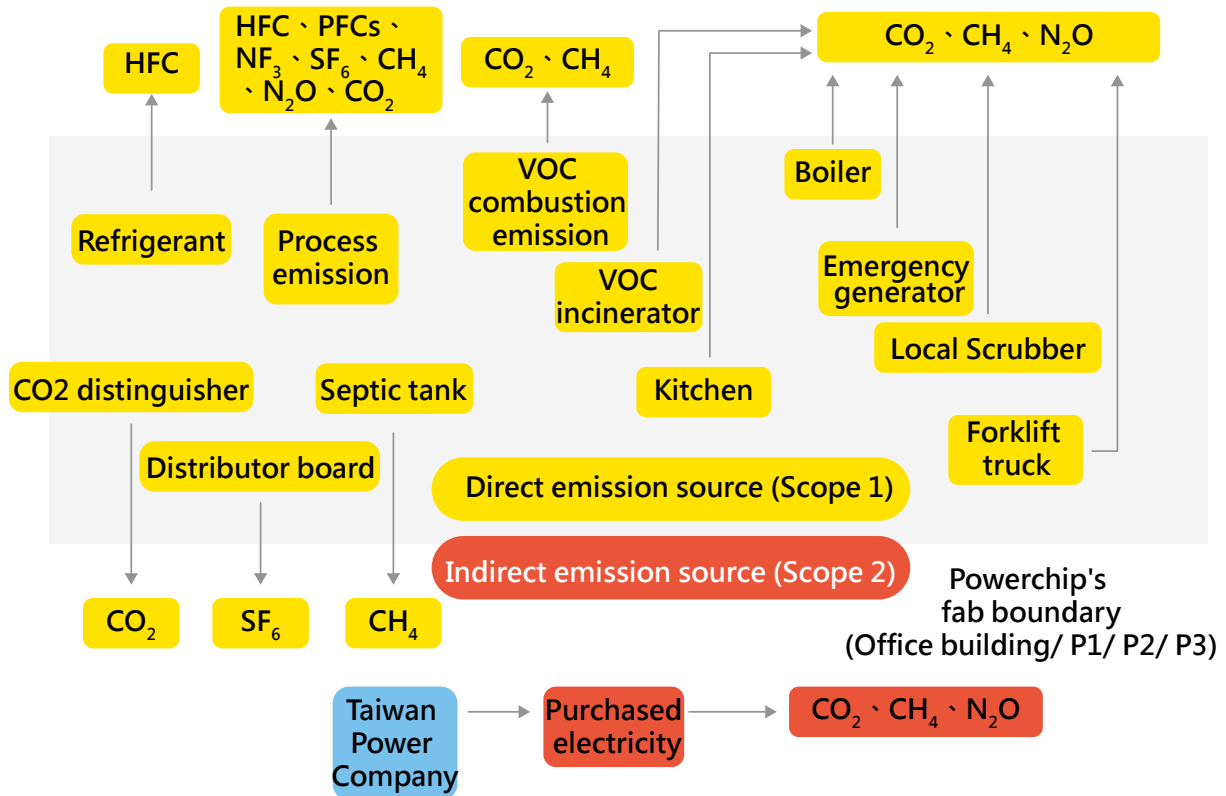 HFC
HFC、PFCs、
NF₃、SF₆、CH₄
、N₂O、CO₂
CO₂、CH₄
CO₂、CH₄、N₂O
Refrigerant
Process
emission
VOC
combustion
emission
VOC
incinerator
Boiler
Emergency
generator
Local Scrubber
CO2 distinguisher
Septic tank
Kitchen
Distributor board
Forklift
truck
Direct emission source (Scope 1)
Indirect emission source (Scope 2)
CO₂
SF₆
CH₄
Powerchip's
fab boundary
(Office building/ P1/ P2/ P3)
Taiwan
Power
Company
Purchased
electricity
CO₂、CH₄、N₂O